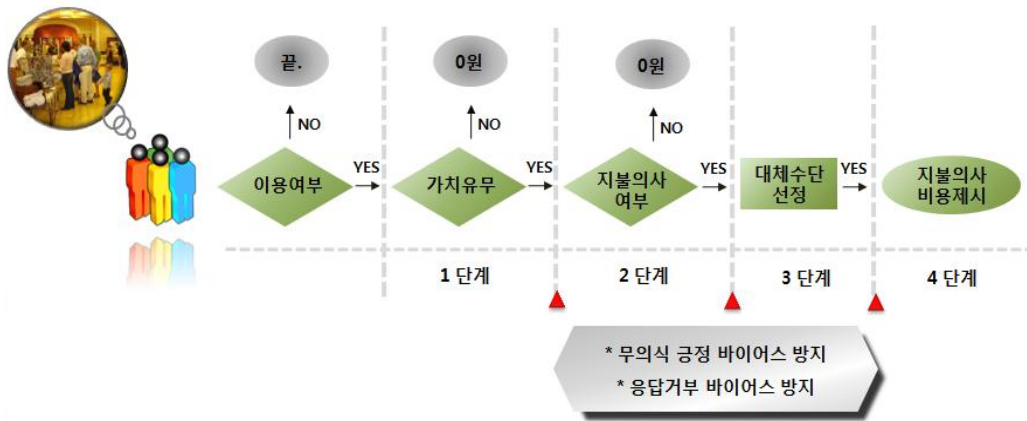 끝.
0원
0원
NO
NO
NO
이용여부
YES
가치유무
YES
지불의사
여부
YES
대체수단
선정
YES
지불의사
비용제시
1 단계
2 단계
3 단계
4 단계
* 무의식 긍정 바이어스 방지
* 응답거부 바이어스 방지